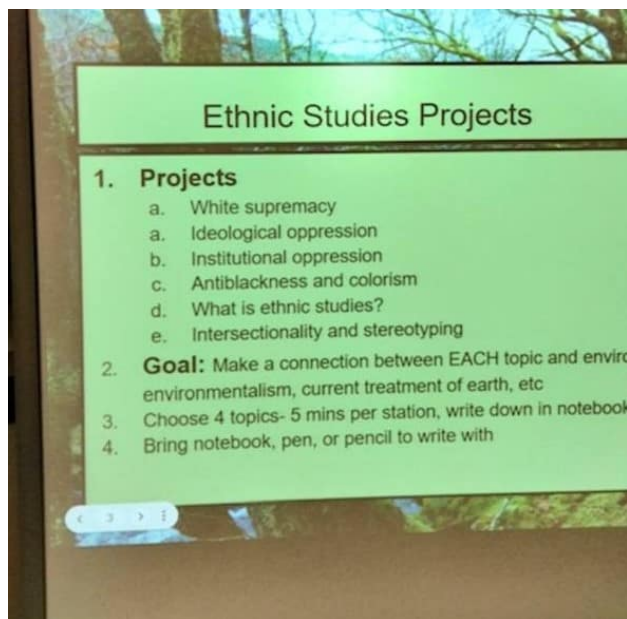 Ethnic Studies Projects
1. Projects
a. White supremacy
a. Ideological oppression
b. Institutional oppression
c. Antiblackness and colorism
d. What is ethnic studies?
e. Intersectionality and stereotyping
2. Goal: Make a connection between EACH topic and
environmentalism, current treatment of earth, etc
3. Choose 4 topics- 5 mins per station, write down in notebook
4. Bring notebook, pen, or pencil to write with
3